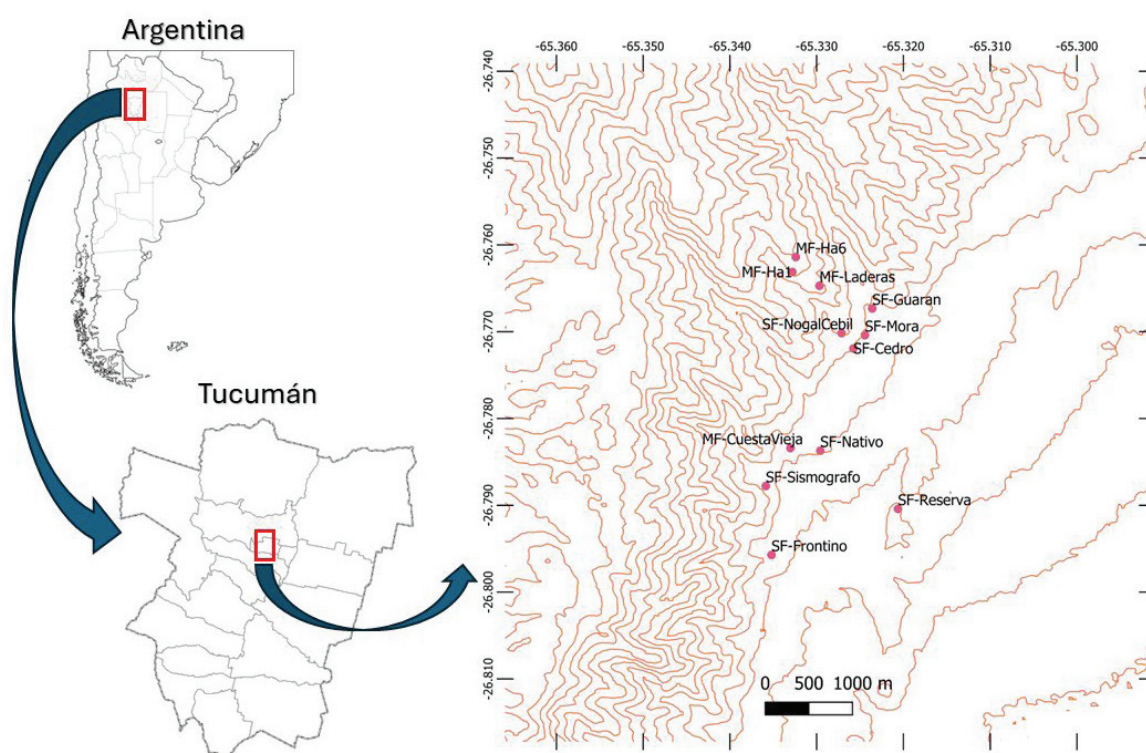 Argentina
Tucumán
-65.360 -65.350 -65.340 -65.330 -65.320 -65.310 -65.300
-26.740
-26.750
-26.760
-26.770
-26.780
-26.790
-26.800
-26.810
MF-Ha6
MF-Ha1
MF-Laderas
SF-Guaran
SF-NogalCebil
SF-Mora
SF-Cedro
MF-CuestaVieja
SF-Nativo
SF-Sismografo
SF-Reserva
SF-Frontino
0 500 1000 m